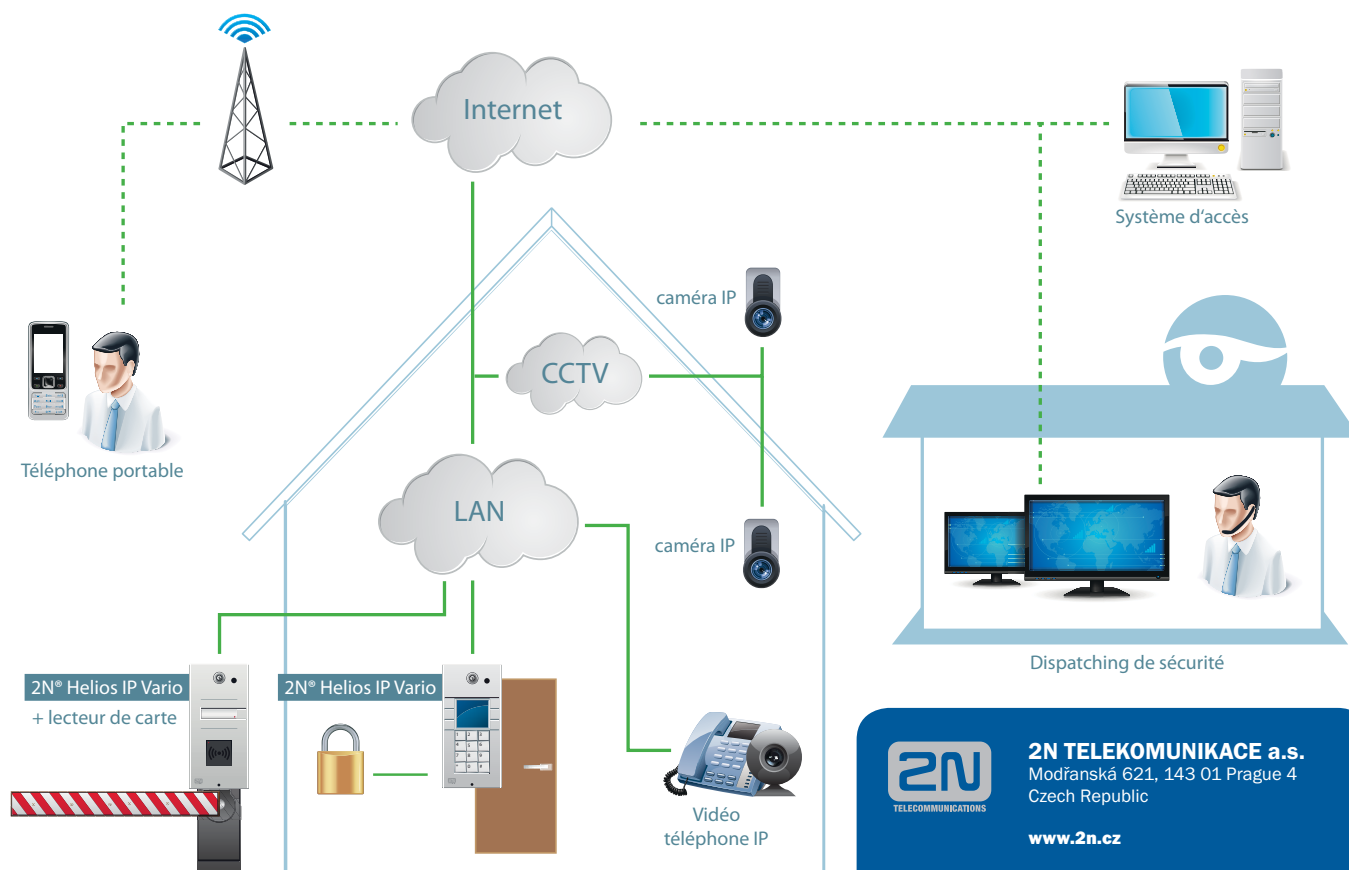 Internet
Système d'accès
caméra IP
CCTV
Téléphone portable
LAN
caméra IP
Dispatching de sécurité
2N® Helios IP Vario
+ lecteur de carte
2N® Helios IP Vario
Vidéo
téléphone IP
2N
TELECOMMUNICATIONS
2N TELEKOMUNIKACE a.s.
Modřanská 621, 143 01 Prague 4
Czech Republic
www.2n.cz